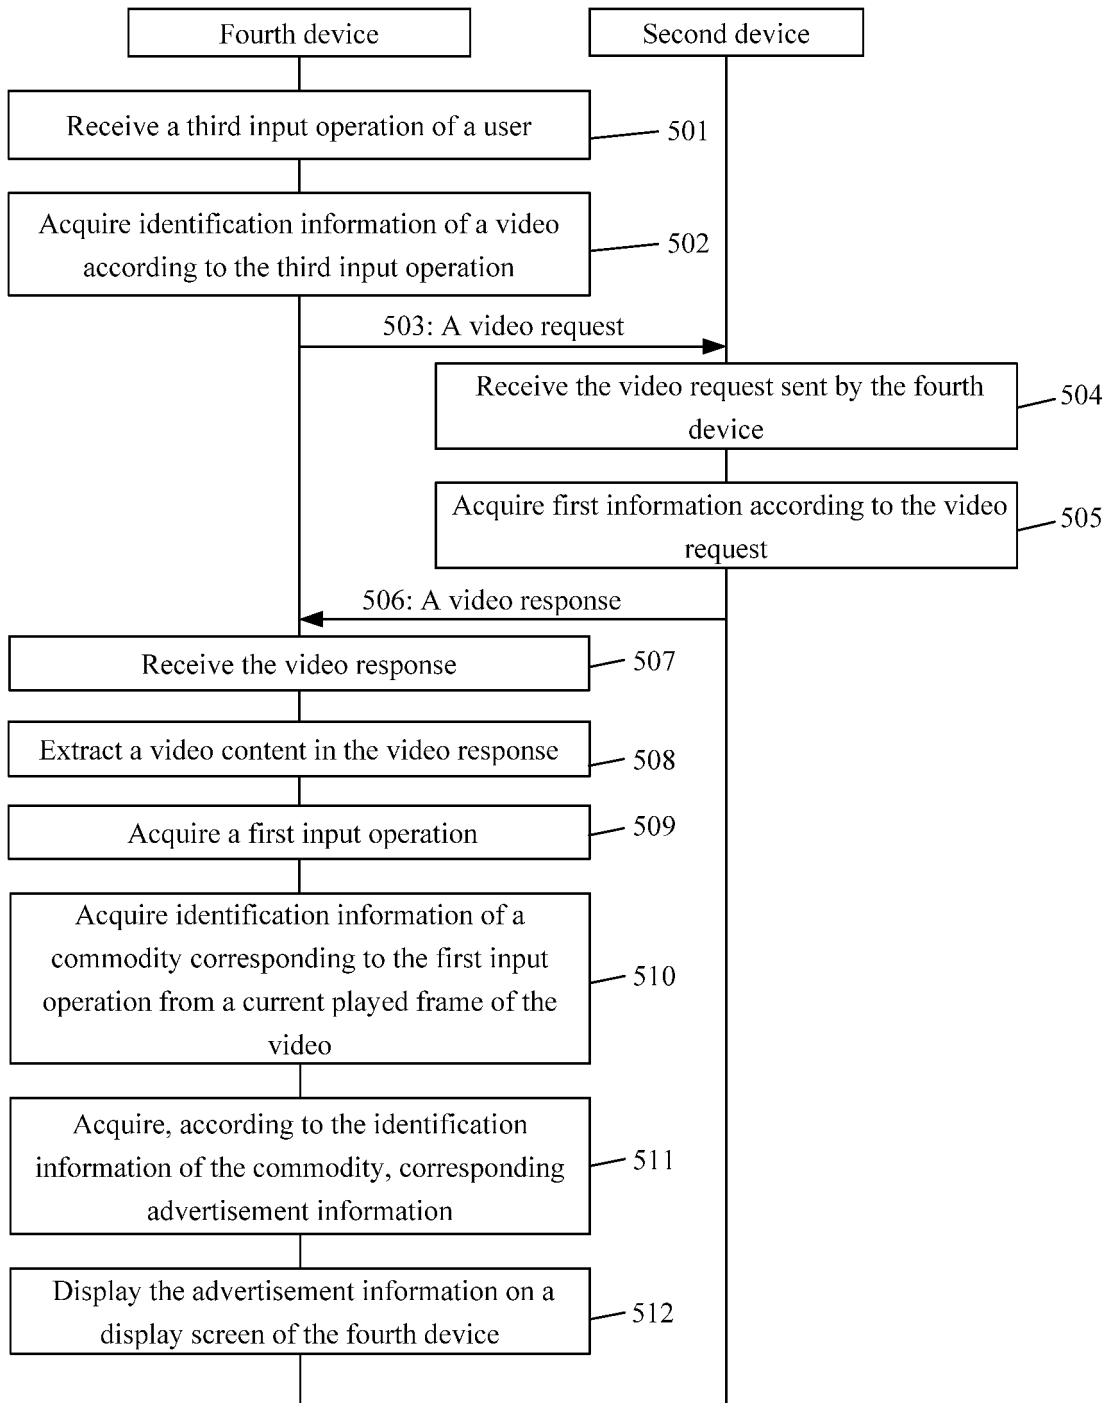 Fourth device
Second device
Receive a third input operation of a user
501
Acquire identification information of a video
according to the third input operation
502
503: A video request
Receive the video request sent by the fourth
device
504
Acquire first information according to the video
request
505
506: A video response
Receive the video response
507
Extract a video content in the video response
508
Acquire a first input operation
509
Acquire identification information of a
commodity corresponding to the first input
operation from a current played frame of the
video
510
Acquire, according to the identification
information of the commodity, corresponding
advertisement information
511
Display the advertisement information on a
display screen of the fourth device
512